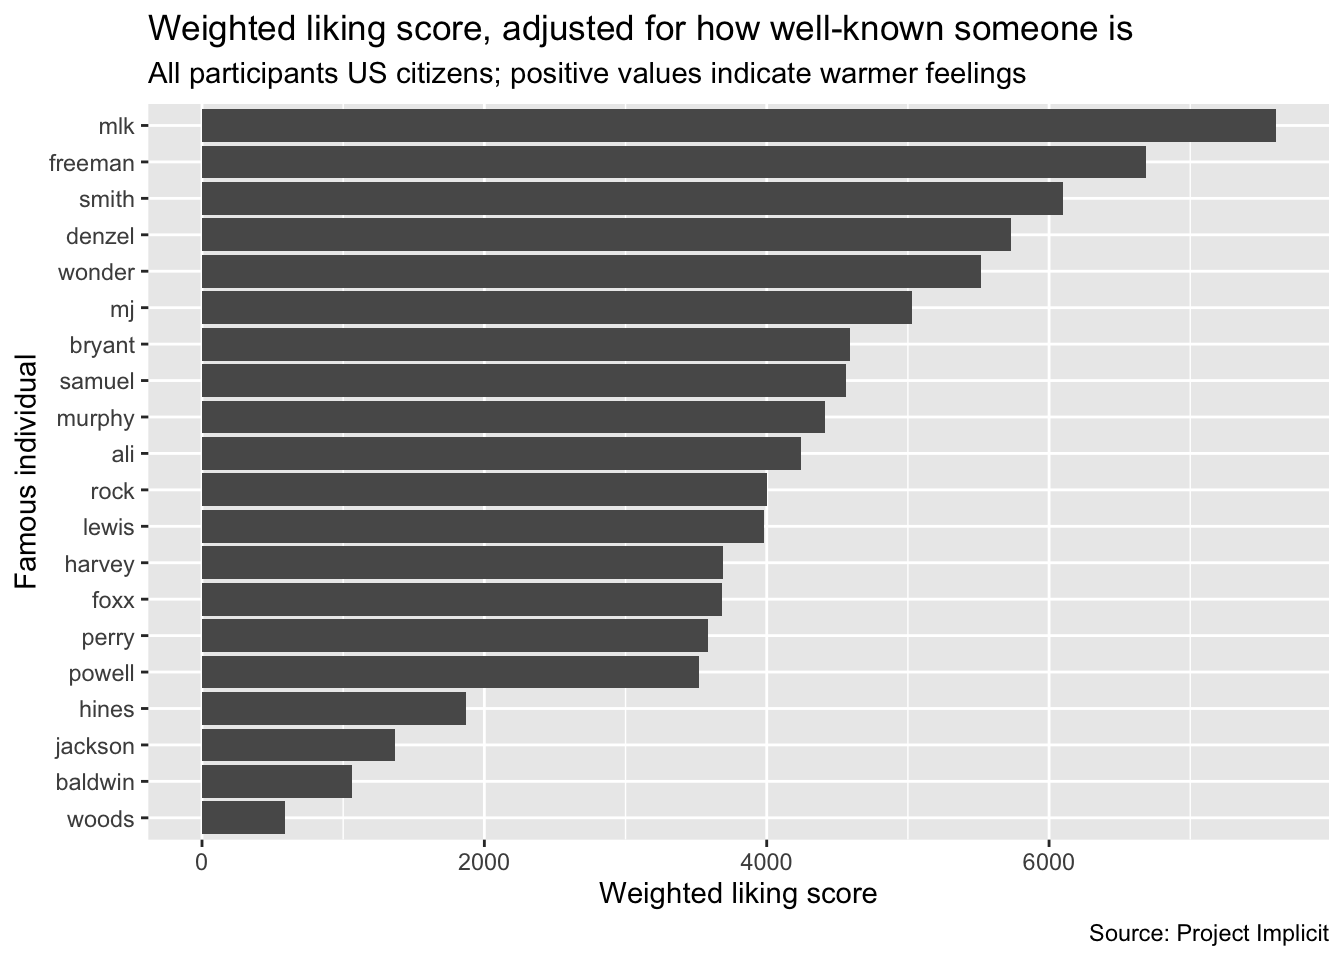 Weighted liking score, adjusted for how well-known someone is
All participants US citizens; positive values indicate warmer feelings
Famous individual
mlk
freeman
smith
denzel
wonder
mj
bryant
samuel
murphy
ali
rock
lewis
harvey
foxx
perry
powell
hines
jackson
baldwin
woods
0 2000 4000 6000
Weighted liking score
Source: Project Implicit